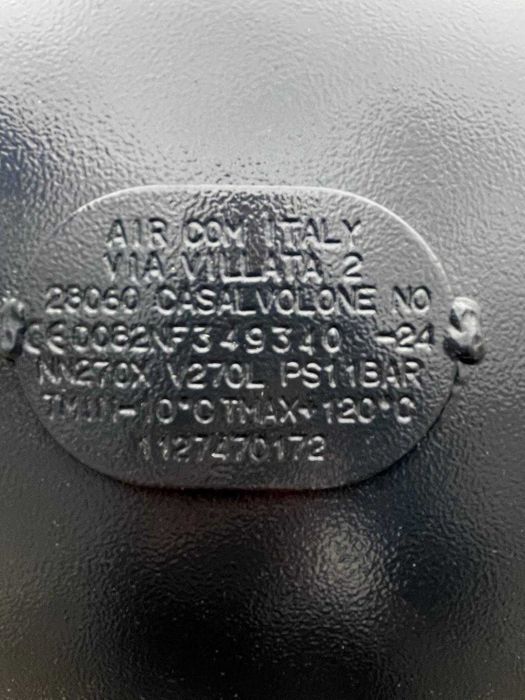 AIR COM ITALY
VIA VILLATA 2
28060 CASALVOLONE NO
CE0062NF349340 -24
NN270X V270L PS11BAR
TMIN-10°C TMAX+120°C
1127470172